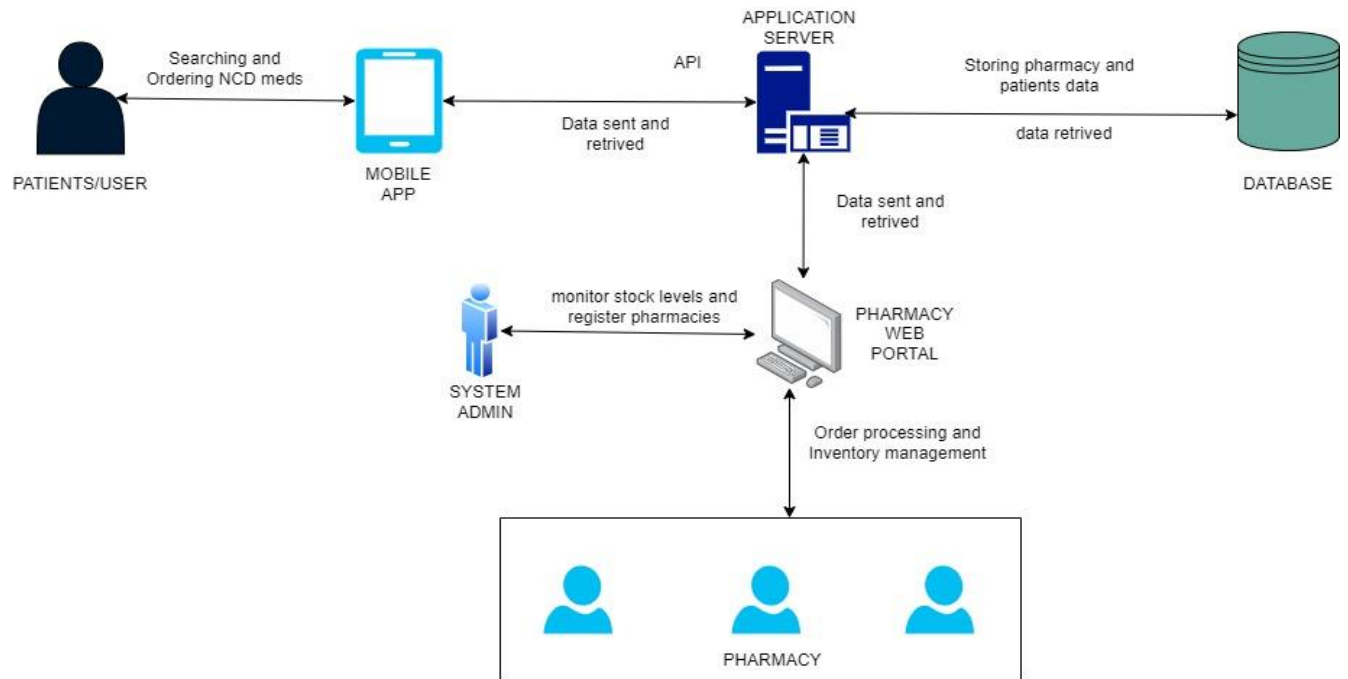 APPLICATION
SERVER
Searching and
Ordering NCD meds
API
Storing pharmacy and
patients data
Data sent and
retrived
data retrived
MOBILE
APP
PATIENTS/USER
DATABASE
Data sent and
retrived
monitor stock levels and
register pharmacies
PHARMACY
WEB
PORTAL
SYSTEM
ADMIN
Order processing and
Inventory management
PHARMACY